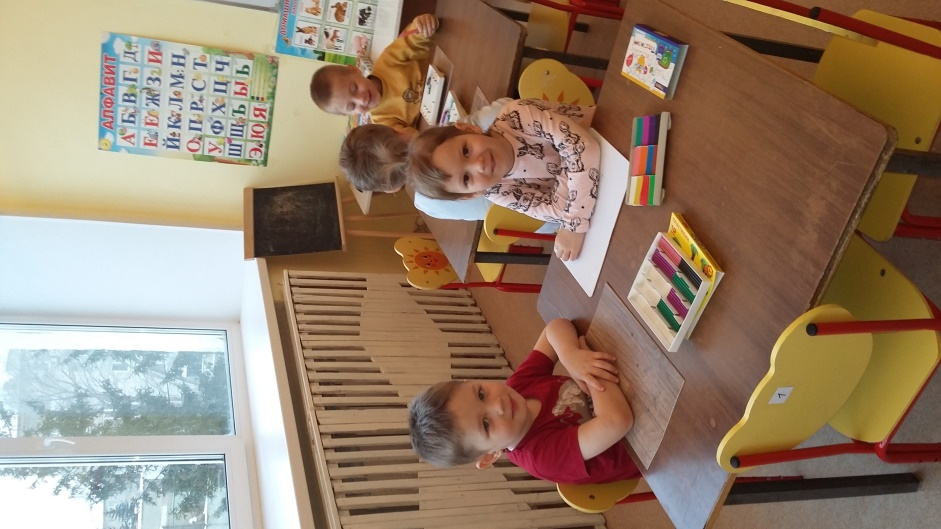 АЛФАВИТ
А Б В Г Д
Е Ё Ж З И
Й К Л М Н
О П Р С Т
У Ф Х Ц Ч
Ш Щ Ъ Ы Ь
Э Ю Я
1